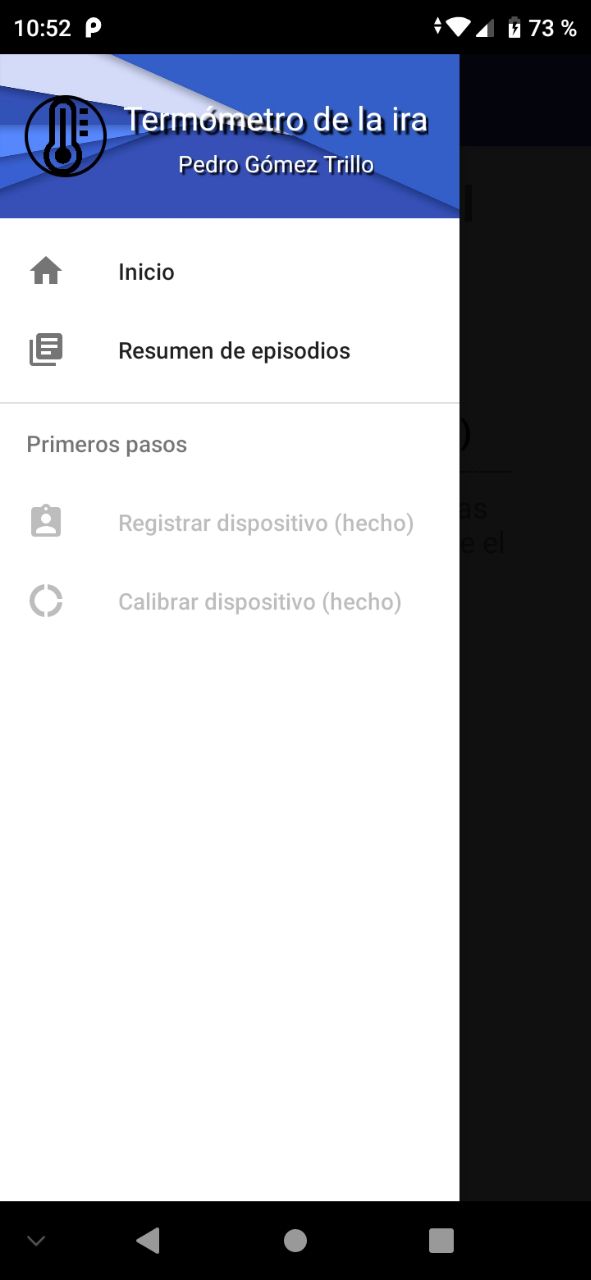 10:52
73 %
Termómetro de la ira
Pedro Gómez Trillo
Inicio
Resumen de episodios
Primeros pasos
Registrar dispositivo (hecho)
Calibrar dispositivo (hecho)
)
as
e el